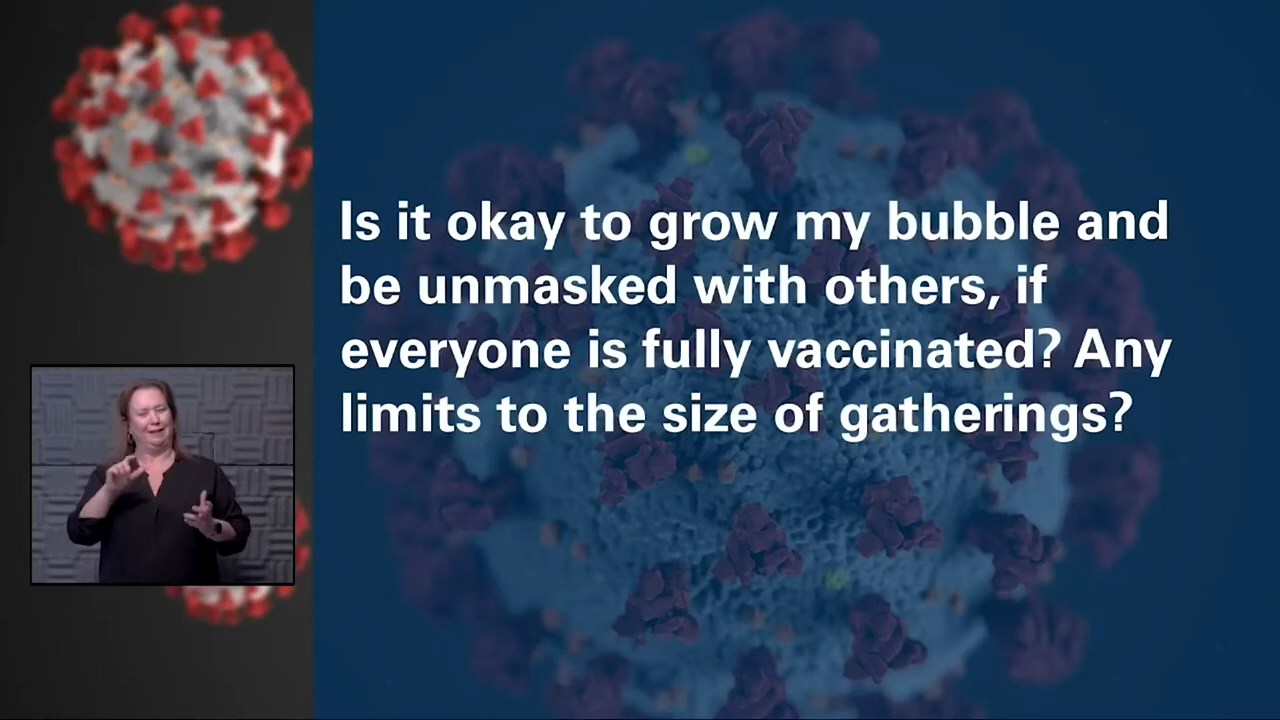 Is it okay to grow my bubble and
be unmasked with others, if
everyone is fully vaccinated? Any
limits to the size of gatherings?